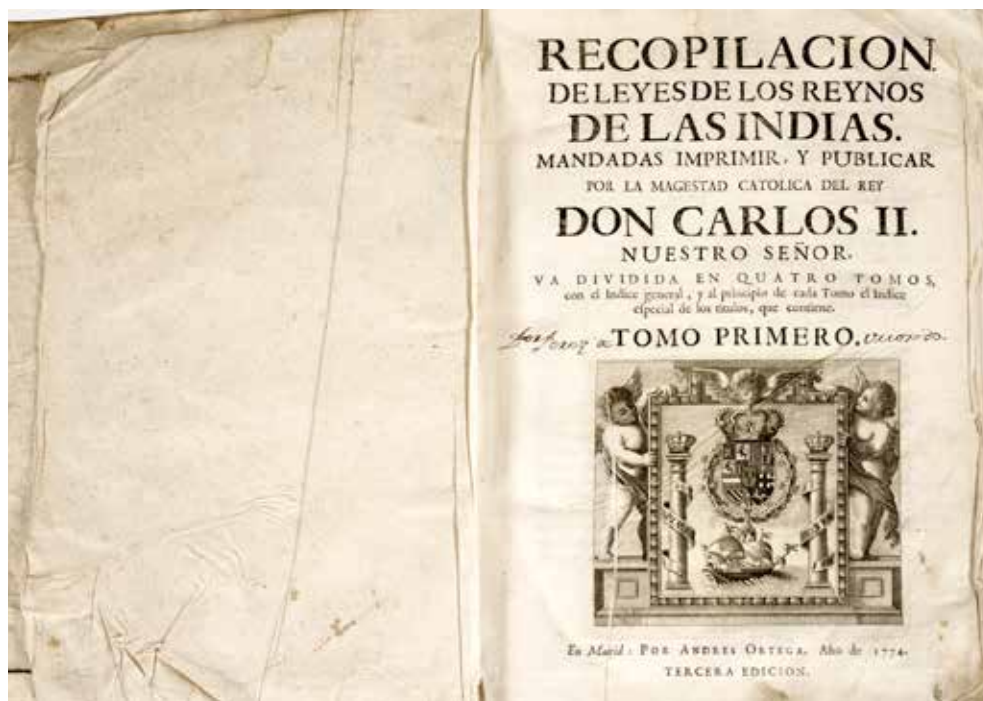 RECOPILACION
DE LEYES DE LOS REYNOS
DE LAS INDIAS.
MANDADAS IMPRIMIR, Y PUBLICAR
POR LA MAGESTAD CATOLICA DEL REY
DON CARLOS II.
NUESTRO SEÑOR,
VA DIVIDIDA EN QUATRO TOMOS,
con el Indice general, y al principio de cada Tomo el Indice
especial de los titulos, que contiene.
TOMO PRIMERO.
En Madrid: POR ANDRES ORTEGA. Año de 1774.
TERCERA EDICION.